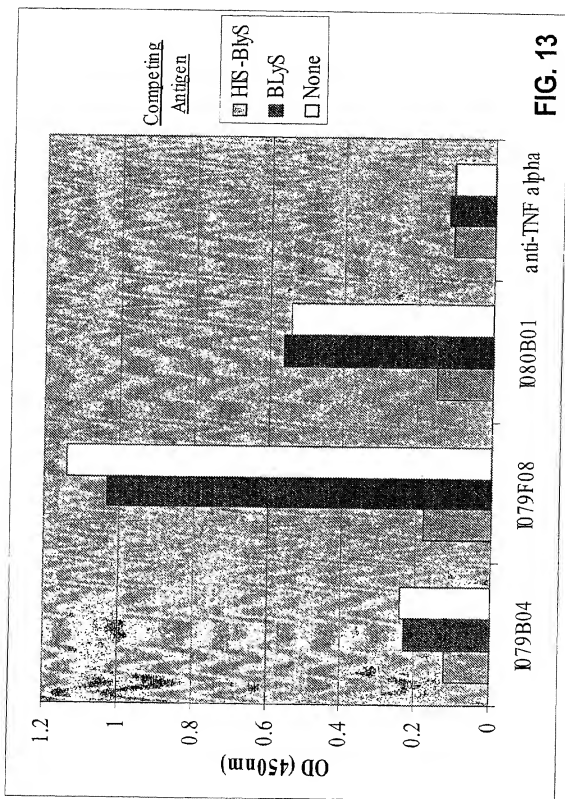 Competing
Antigen
HIS-BlyS
BLyS
None
OD (450nm)
1.2
1
0.8
0.6
0.4
0.2
0
I079B04
I079F08
I080B01
anti-TNF alpha
FIG. 13